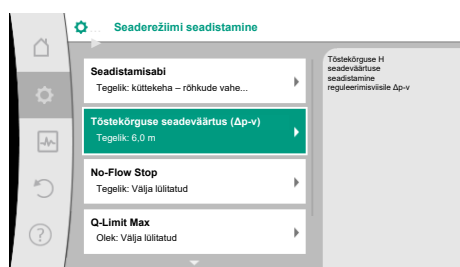 ... Seaderežiimi seadistamine
Seadistamisabi
Tegelik: küttekeha – rõhkude vahe...
Tõstekõrguse seadeväärtus (Δp-v)
Tegelik: 6,0 m
No-Flow Stop
Tegelik: Välja lülitatud
Q-Limit Max
Olek: Välja lülitatud
Tõstekõrguse H
seadeväärtuse
seadistamine
reguleerimisviisile Δp-v